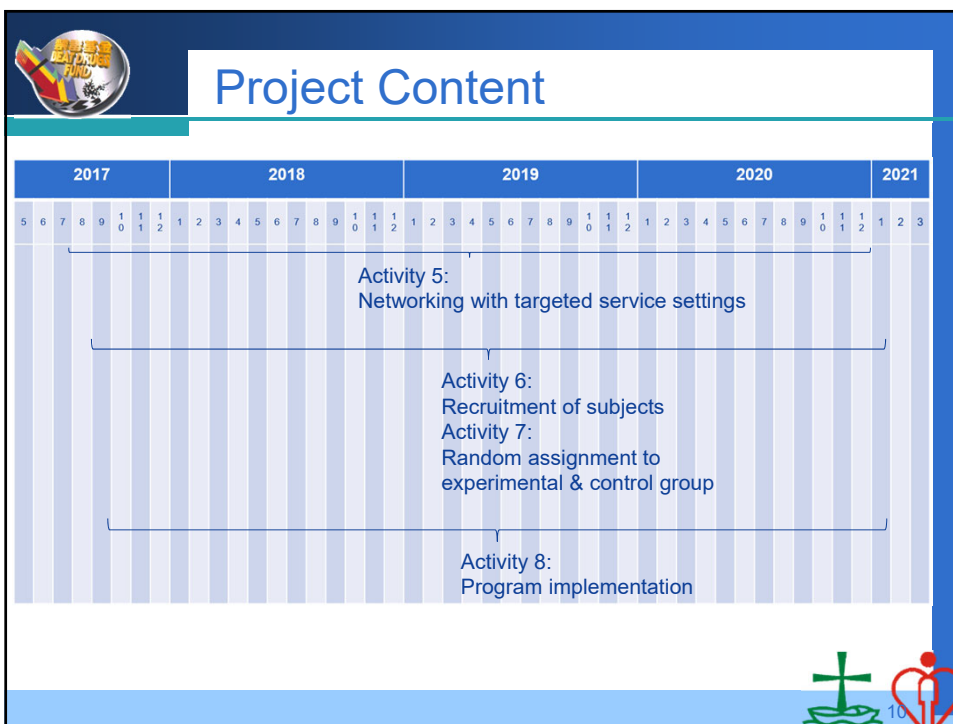 BEAT DRUGS
FUND
Project Content
2017 2018 2019 2020 2021
5 6 7 8 9 10 11 12 1 2 3 4 5 6 7 8 9 10 11 12 1 2 3 4 5 6 7 8 9 10 11 12 1 2 3 4 5 6 7 8 9 10 11 12 1 2 3
Activity 5:
Networking with targeted service settings
Activity 6:
Recruitment of subjects
Activity 7:
Random assignment to
experimental & control group
Activity 8:
Program implementation
10